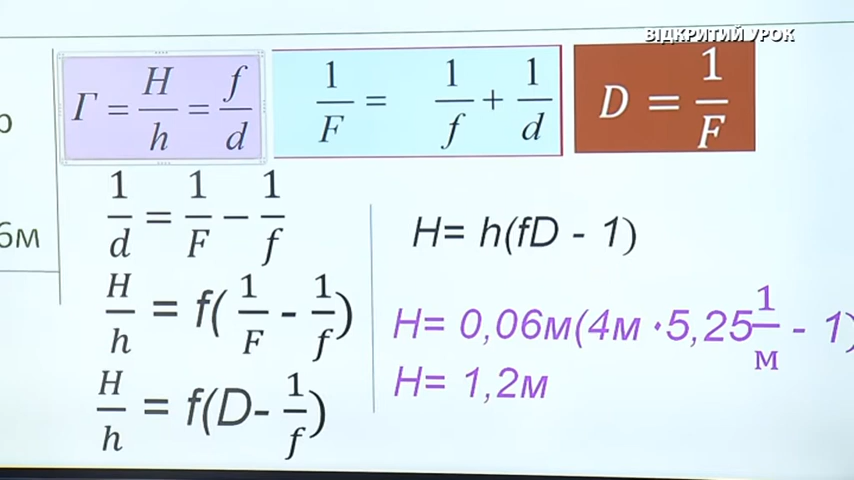 ВІДКРИТИЙ УРОК
Г = H/h = f/d
1/F = 1/f + 1/d
D = 1/F
р
6м
1/d = 1/F − 1/f
H/h = f( 1/F - 1/f )
H/h = f(D- 1/f )
H= h(fD - 1)
H= 0,06м(4м ·5,25 1/м - 1)
H= 1,2м